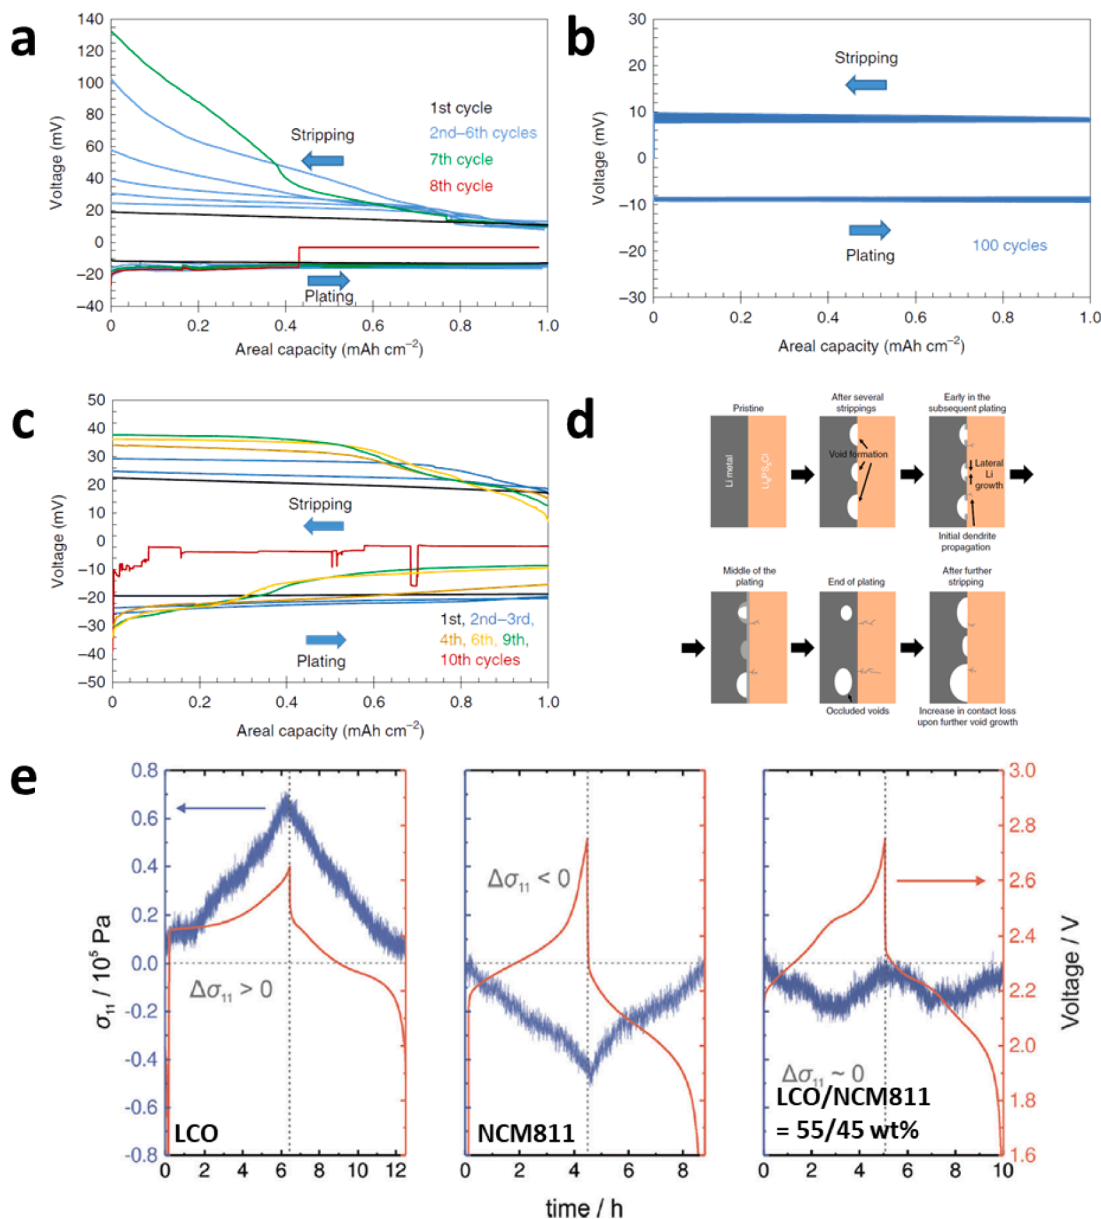 a
140
120
100
80
60
40
20
0
−20
−40
Voltage (mV)
Stripping
1st cycle
2nd–6th cycles
7th cycle
8th cycle
Plating
0
0.2
0.4
0.6
0.8
1.0
Areal capacity (mAh cm⁻²)
b
30
20
10
0
−10
−20
−30
Voltage (mV)
Stripping
Plating
100 cycles
0
0.2
0.4
0.6
0.8
1.0
Areal capacity (mAh cm⁻²)
c
50
40
30
20
10
0
−10
−20
−30
−40
−50
Voltage (mV)
Stripping
Plating
1st, 2nd–3rd,
4th, 6th, 9th,
10th cycles
0
0.2
0.4
0.6
0.8
1.0
Areal capacity (mAh cm⁻²)
d
Pristine
Li metal
Li₆PS₅Cl
After several
strippings
Void formation
Early in the
subsequent plating
Lateral
Li
growth
Initial dendrite
propagation
Middle of the
plating
End of plating
Occluded voids
After further
stripping
Increase in contact loss
upon further void growth
e
0.8
0.6
0.4
0.2
0.0
-0.2
-0.4
-0.6
-0.8
σ₁₁ / 10⁵ Pa
Δσ₁₁ > 0
LCO
0 2 4 6 8 10 12
Δσ₁₁ < 0
NCM811
0 4 8
Δσ₁₁ ~ 0
LCO/NCM811
= 55/45 wt%
0 2 4 6 8 10
3.0
2.8
2.6
2.4
2.2
2.0
1.8
1.6
Voltage / V
time / h